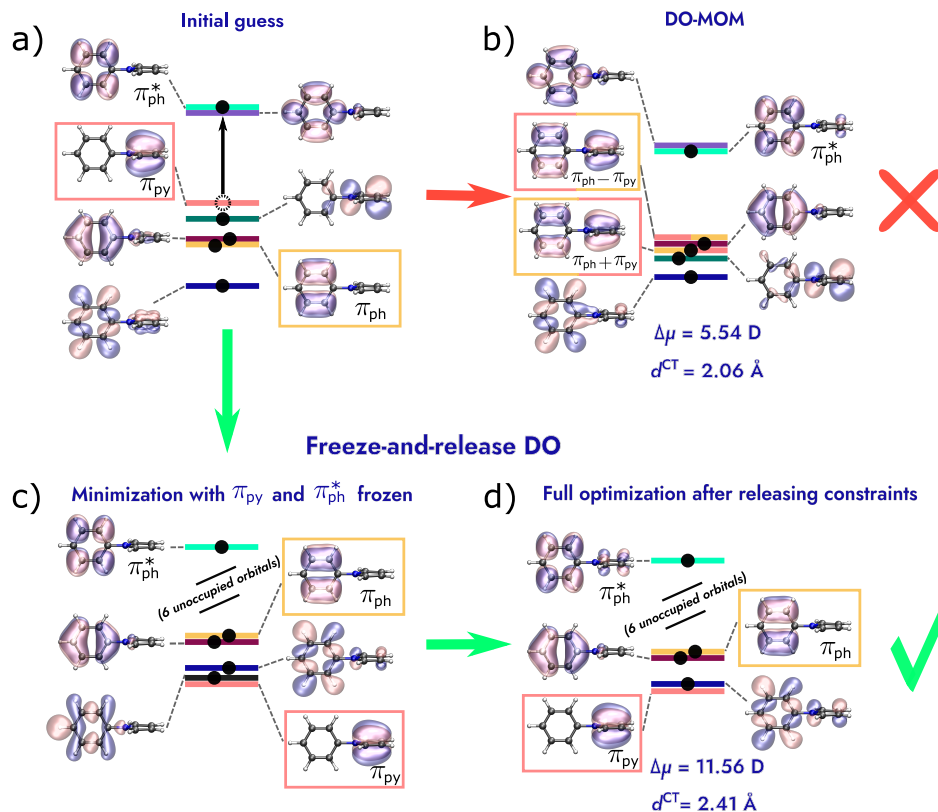 Initial guess
DO-MOM
a)
b)
π*ph
πpy
πph
π*ph
πph − πpy
πph + πpy
Δμ = 5.54 D
dCT = 2.06 Å
Freeze-and-release DO
c)
Minimization with πpy and π*ph frozen
d)
Full optimization after releasing constraints
π*ph
(6 unoccupied orbitals)
πph
πpy
π*ph
(6 unoccupied orbitals)
πph
πpy
Δμ = 11.56 D
dCT = 2.41 Å